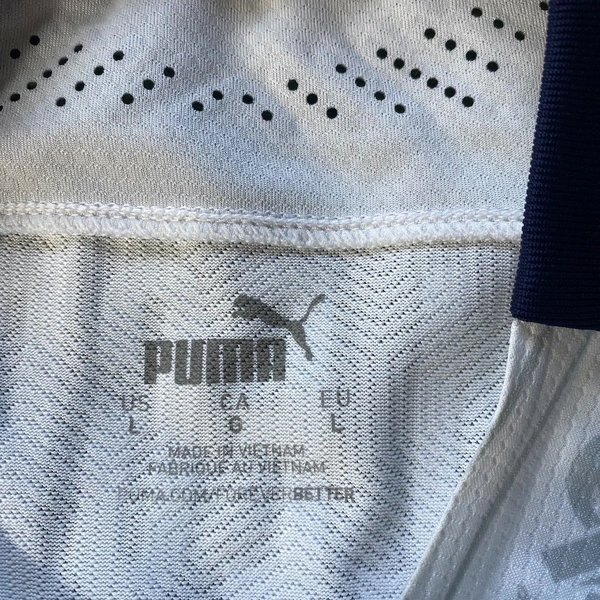 PUMA
US CA EU
L G L
MADE IN VIETNAM
FABRIQUÉ AU VIETNAM
PUMA.COM/FOREVERBETTER